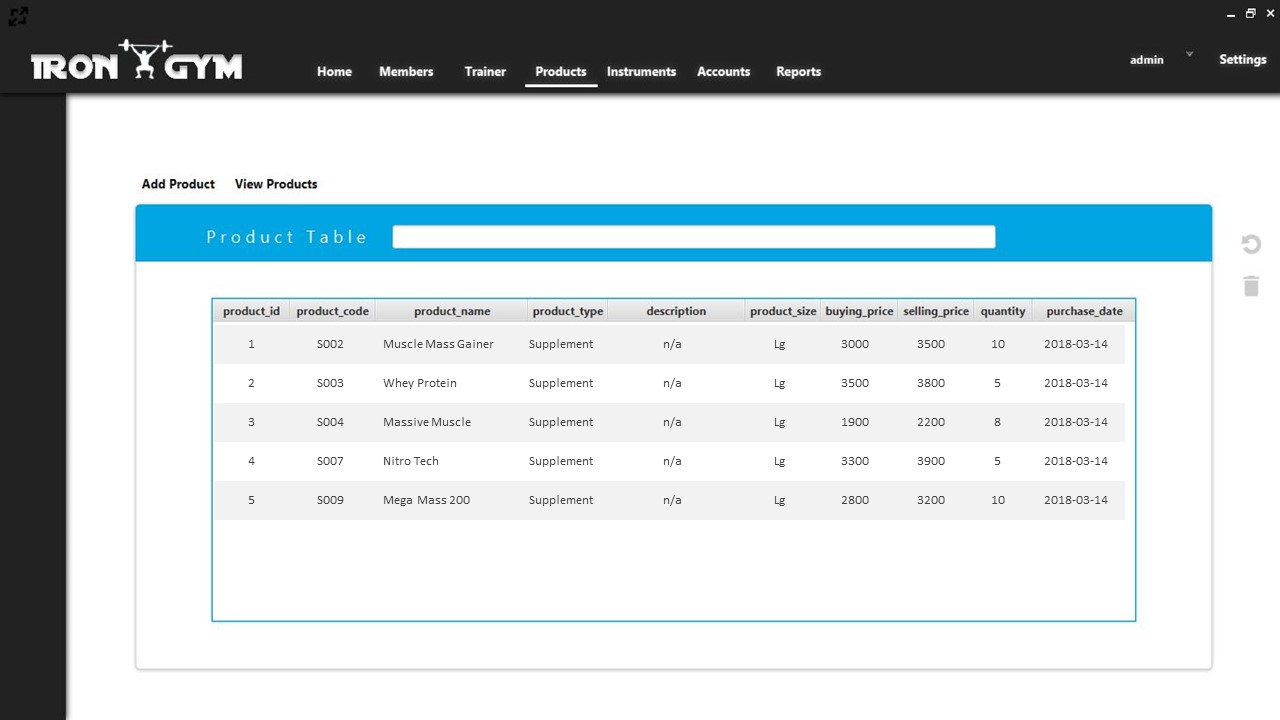 IRON GYM
Home Members Trainer Products Instruments Accounts Reports admin Settings
Add Product View Products
Product Table
product_id product_code product_name product_type description product_size buying_price selling_price quantity purchase_date
1 S002 Muscle Mass Gainer Supplement n/a Lg 3000 3500 10 2018-03-14
2 S003 Whey Protein Supplement n/a Lg 3500 3800 5 2018-03-14
3 S004 Massive Muscle Supplement n/a Lg 1900 2200 8 2018-03-14
4 S007 Nitro Tech Supplement n/a Lg 3300 3900 5 2018-03-14
5 S009 Mega Mass 200 Supplement n/a Lg 2800 3200 10 2018-03-14